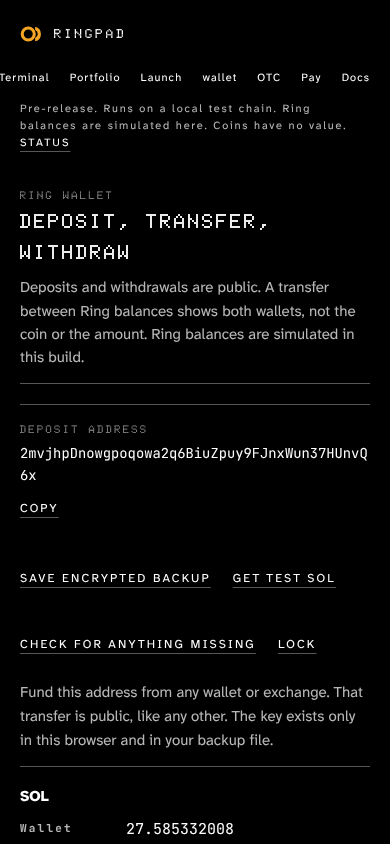 RINGPAD
Terminal Portfolio Launch wallet OTC Pay Docs
Pre-release. Runs on a local test chain. Ring
balances are simulated here. Coins have no value.
STATUS
RING WALLET
DEPOSIT, TRANSFER,
WITHDRAW
Deposits and withdrawals are public. A transfer
between Ring balances shows both wallets, not the
coin or the amount. Ring balances are simulated in
this build.
DEPOSIT ADDRESS
2mvjhpDnowgpoqowa2q6BiuZpuy9FJnxWun37HUnvQ
6x
COPY
SAVE ENCRYPTED BACKUP GET TEST SOL
CHECK FOR ANYTHING MISSING LOCK
Fund this address from any wallet or exchange. That
transfer is public, like any other. The key exists only
in this browser and in your backup file.
SOL
Wallet 27.585332008